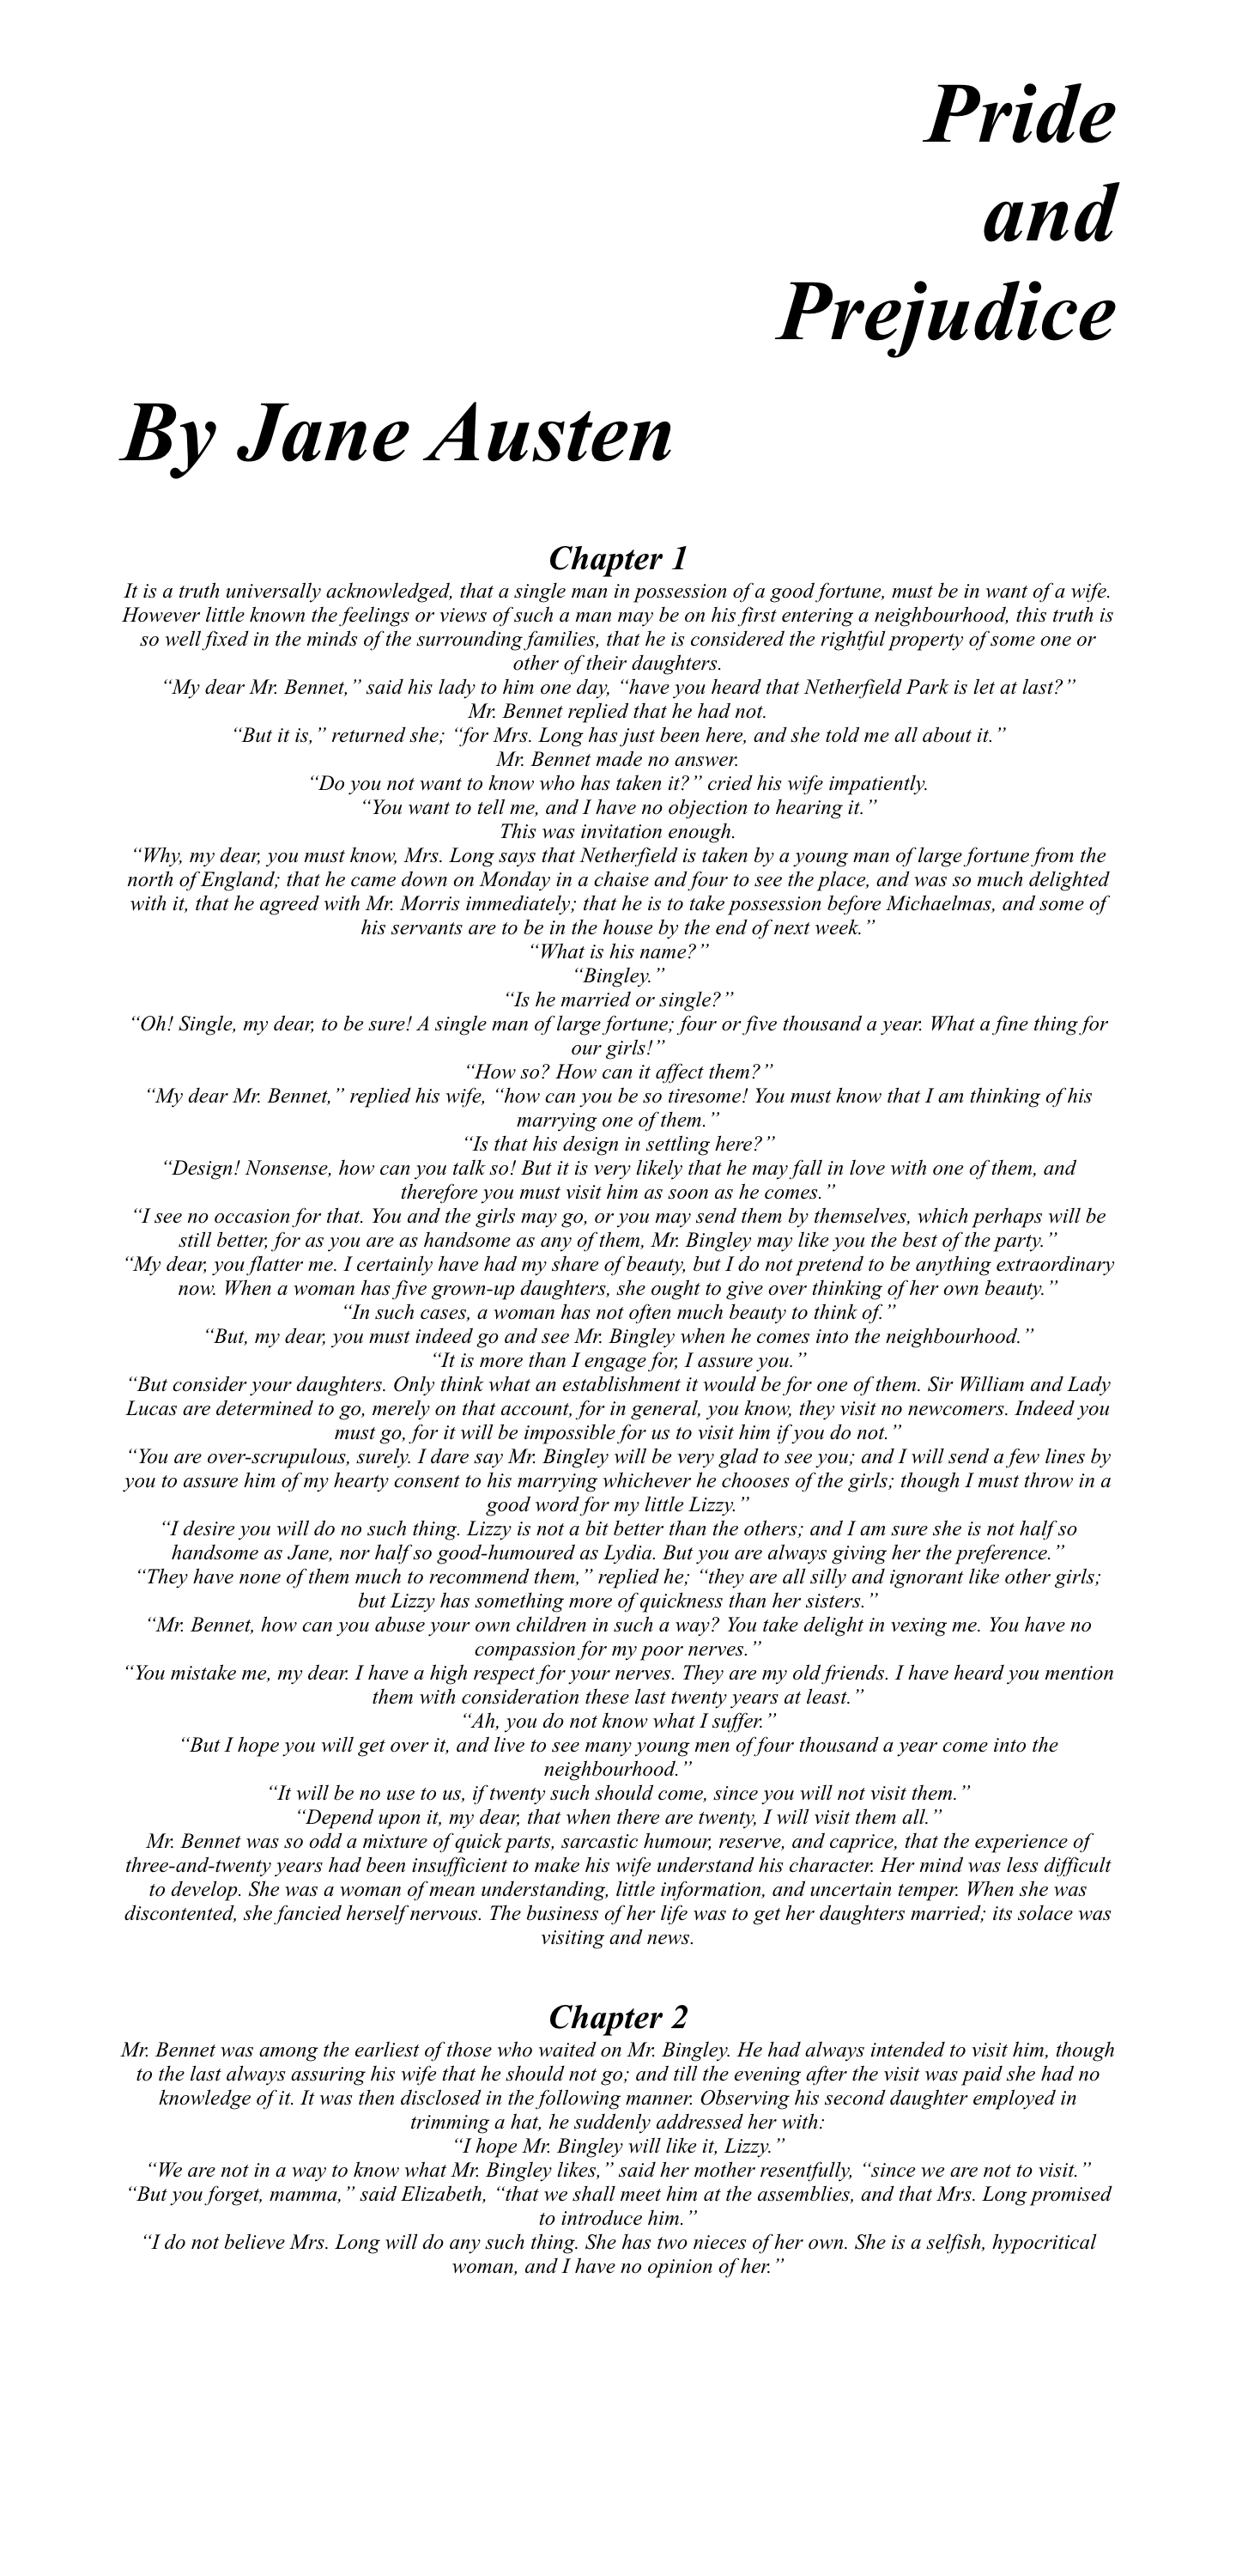 Pride
and
Prejudice
By Jane Austen
Chapter 1
It is a truth universally acknowledged, that a single man in possession of a good fortune, must be in want of a wife.
However little known the feelings or views of such a man may be on his first entering a neighbourhood, this truth is
so well fixed in the minds of the surrounding families, that he is considered the rightful property of some one or
other of their daughters.
“My dear Mr. Bennet,” said his lady to him one day, “have you heard that Netherfield Park is let at last?”
Mr. Bennet replied that he had not.
“But it is,” returned she; “for Mrs. Long has just been here, and she told me all about it.”
Mr. Bennet made no answer.
“Do you not want to know who has taken it?” cried his wife impatiently.
“You want to tell me, and I have no objection to hearing it.”
This was invitation enough.
“Why, my dear, you must know, Mrs. Long says that Netherfield is taken by a young man of large fortune from the
north of England; that he came down on Monday in a chaise and four to see the place, and was so much delighted
with it, that he agreed with Mr. Morris immediately; that he is to take possession before Michaelmas, and some of
his servants are to be in the house by the end of next week.”
“What is his name?”
“Bingley.”
“Is he married or single?”
“Oh! Single, my dear, to be sure! A single man of large fortune; four or five thousand a year. What a fine thing for
our girls!”
“How so? How can it affect them?”
“My dear Mr. Bennet,” replied his wife, “how can you be so tiresome! You must know that I am thinking of his
marrying one of them.”
“Is that his design in settling here?”
“Design! Nonsense, how can you talk so! But it is very likely that he may fall in love with one of them, and
therefore you must visit him as soon as he comes.”
“I see no occasion for that. You and the girls may go, or you may send them by themselves, which perhaps will be
still better, for as you are as handsome as any of them, Mr. Bingley may like you the best of the party.”
“My dear, you flatter me. I certainly have had my share of beauty, but I do not pretend to be anything extraordinary
now. When a woman has five grown-up daughters, she ought to give over thinking of her own beauty.”
“In such cases, a woman has not often much beauty to think of.”
“But, my dear, you must indeed go and see Mr. Bingley when he comes into the neighbourhood.”
“It is more than I engage for, I assure you.”
“But consider your daughters. Only think what an establishment it would be for one of them. Sir William and Lady
Lucas are determined to go, merely on that account, for in general, you know, they visit no newcomers. Indeed you
must go, for it will be impossible for us to visit him if you do not.”
“You are over-scrupulous, surely. I dare say Mr. Bingley will be very glad to see you; and I will send a few lines by
you to assure him of my hearty consent to his marrying whichever he chooses of the girls; though I must throw in a
good word for my little Lizzy.”
“I desire you will do no such thing. Lizzy is not a bit better than the others; and I am sure she is not half so
handsome as Jane, nor half so good-humoured as Lydia. But you are always giving her the preference.”
“They have none of them much to recommend them,” replied he; “they are all silly and ignorant like other girls;
but Lizzy has something more of quickness than her sisters.”
“Mr. Bennet, how can you abuse your own children in such a way? You take delight in vexing me. You have no
compassion for my poor nerves.”
“You mistake me, my dear. I have a high respect for your nerves. They are my old friends. I have heard you mention
them with consideration these last twenty years at least.”
“Ah, you do not know what I suffer.”
“But I hope you will get over it, and live to see many young men of four thousand a year come into the
neighbourhood.”
“It will be no use to us, if twenty such should come, since you will not visit them.”
“Depend upon it, my dear, that when there are twenty, I will visit them all.”
Mr. Bennet was so odd a mixture of quick parts, sarcastic humour, reserve, and caprice, that the experience of
three-and-twenty years had been insufficient to make his wife understand his character. Her mind was less difficult
to develop. She was a woman of mean understanding, little information, and uncertain temper. When she was
discontented, she fancied herself nervous. The business of her life was to get her daughters married; its solace was
visiting and news.
Chapter 2
Mr. Bennet was among the earliest of those who waited on Mr. Bingley. He had always intended to visit him, though
to the last always assuring his wife that he should not go; and till the evening after the visit was paid she had no
knowledge of it. It was then disclosed in the following manner. Observing his second daughter employed in
trimming a hat, he suddenly addressed her with:
“I hope Mr. Bingley will like it, Lizzy.”
“We are not in a way to know what Mr. Bingley likes,” said her mother resentfully, “since we are not to visit.”
“But you forget, mamma,” said Elizabeth, “that we shall meet him at the assemblies, and that Mrs. Long promised
to introduce him.”
“I do not believe Mrs. Long will do any such thing. She has two nieces of her own. She is a selfish, hypocritical
woman, and I have no opinion of her.”